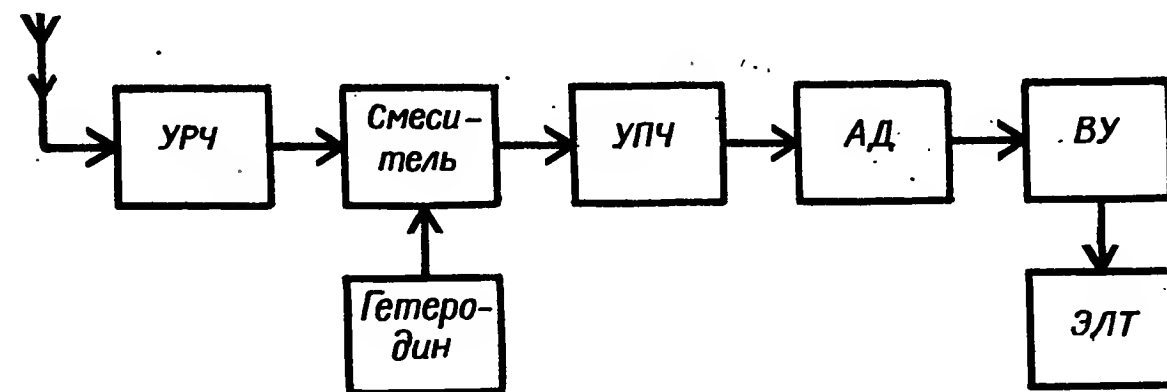 УРЧ
Смеси-
тель
УПЧ
АД
ВУ
Гетеро-
дин
ЭЛТ